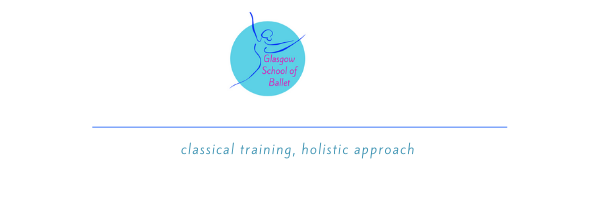 Glasgow
School of
Ballet
classical training, holistic approach